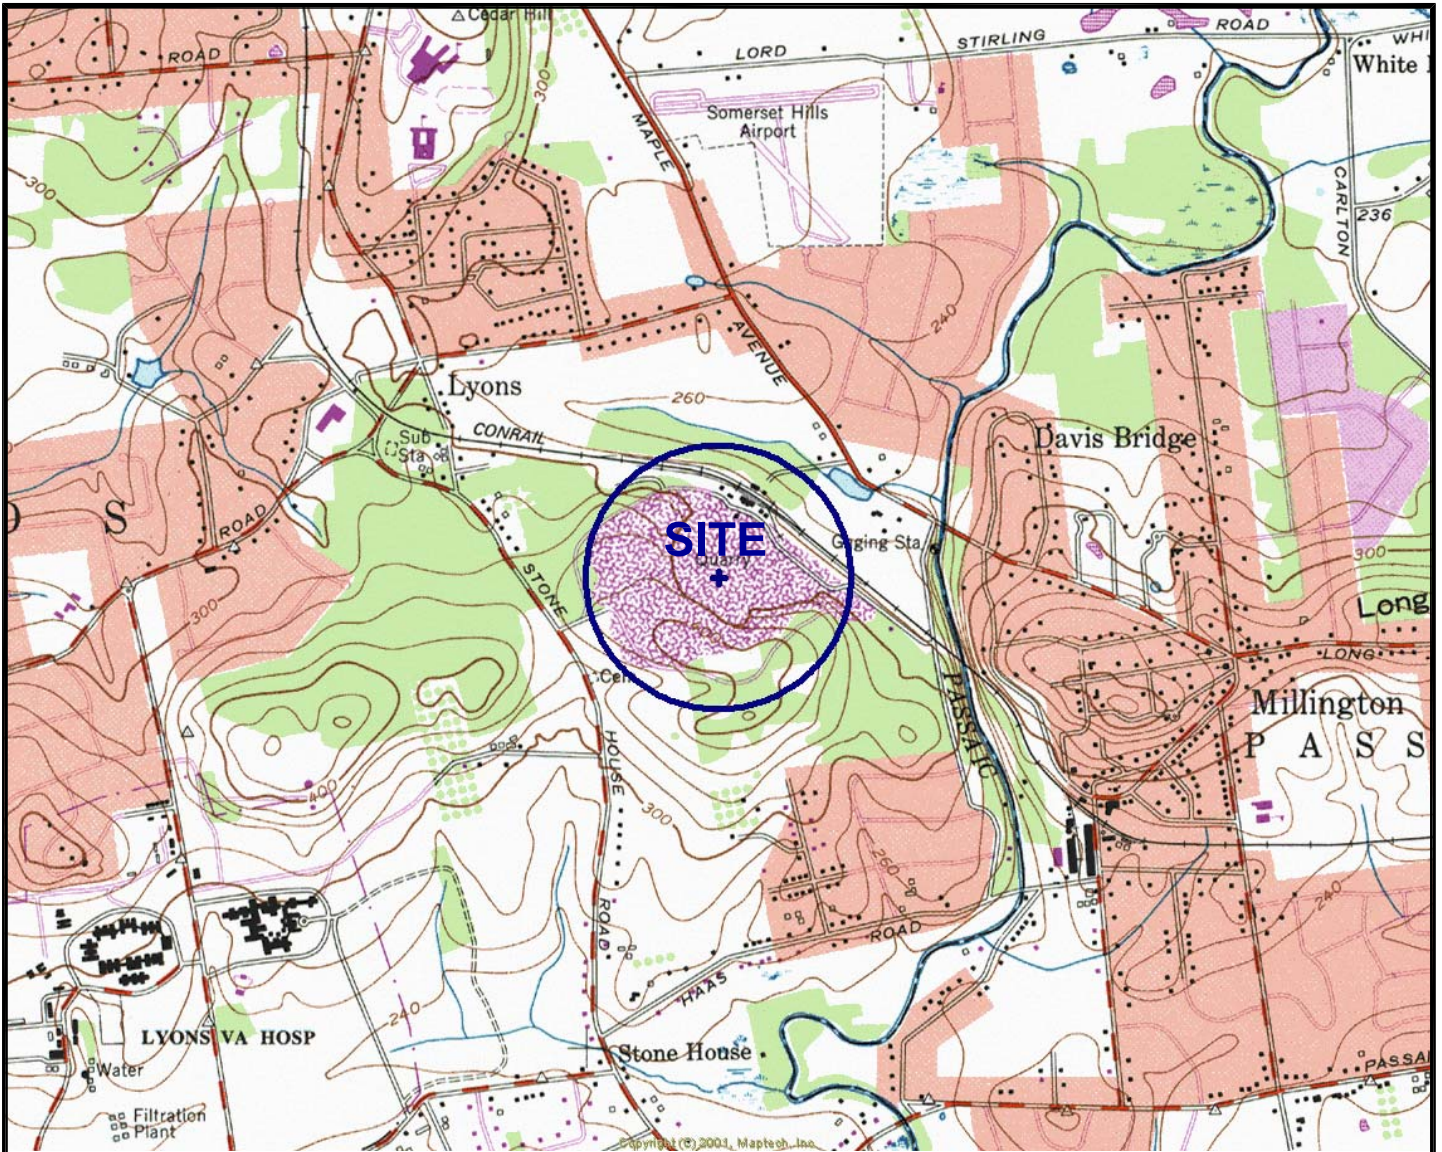 Cedar Hill
ROAD
LORD
STIRLING
ROAD
White
300
MAPLE
Somerset Hills
Airport
300
CARLTON
236
240
AVENUE
Lyons
260
CONRAIL
Sub
Sta
Davis Bridge
S
ROAD
SITE
Quarry
Gaging Sta
300
STONE
300
Long
LONG
Cem
PASSAIC
Millington
P A S S
HOUSE
400
300
260
240
ROAD
ROAD
HAAS
240
LYONS VA HOSP
Stone House
Water
PASSAI
Filtration
Plant
Copyright (C) 2001, Maptech, Inc.